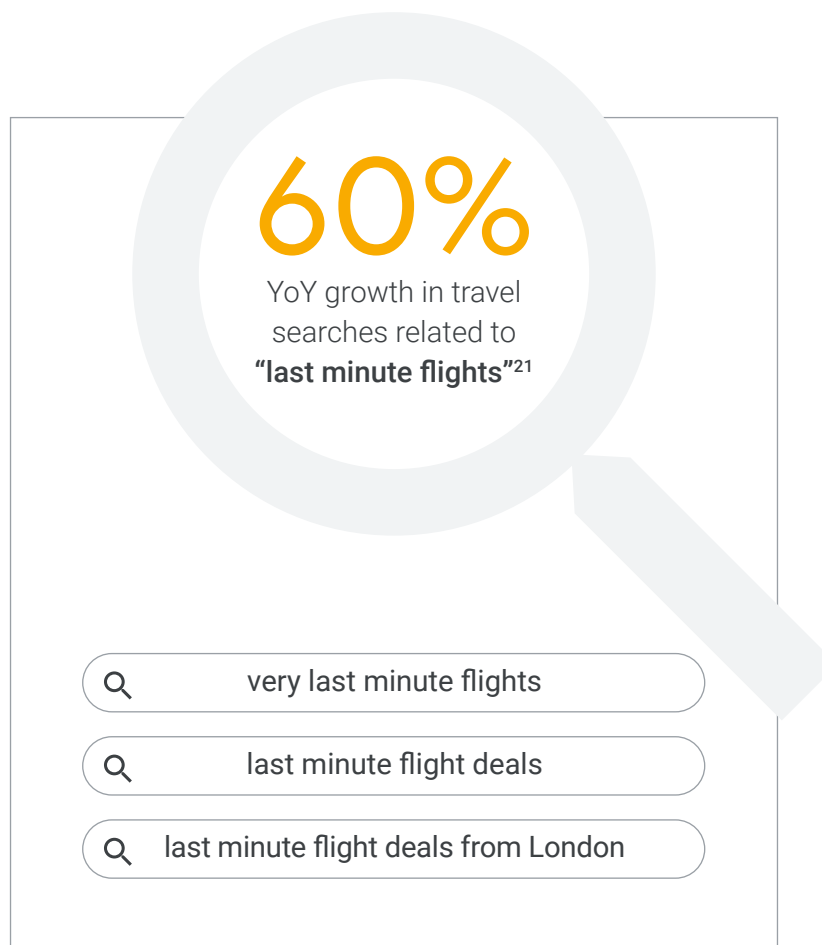 60%
YoY growth in travel
searches related to
“last minute flights”21
very last minute flights
last minute flight deals
last minute flight deals from London